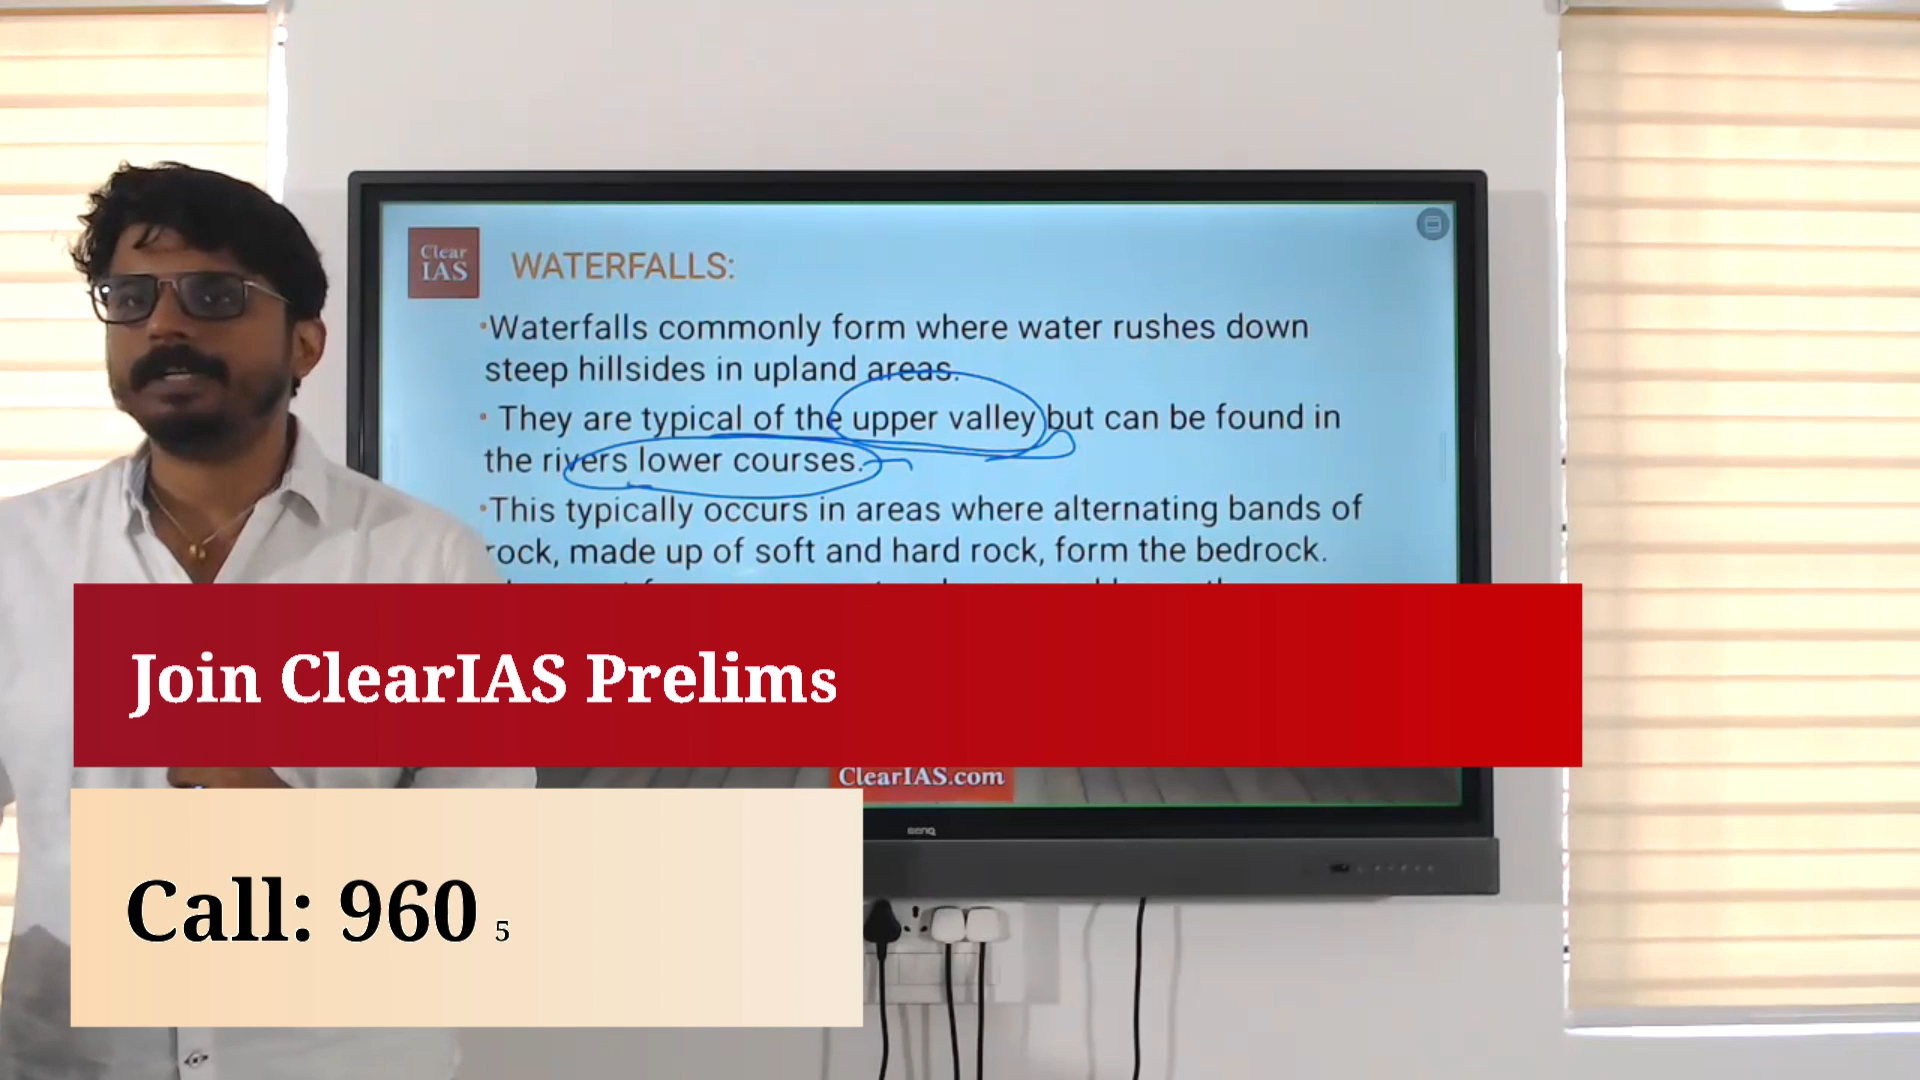 Clear
IAS
WATERFALLS:
•Waterfalls commonly form where water rushes down
steep hillsides in upland areas.
• They are typical of the upper valley but can be found in
the rivers lower courses.
•This typically occurs in areas where alternating bands of
rock, made up of soft and hard rock, form the bedrock.
Join ClearIAS Prelims
ClearIAS.com
BenQ
Call: 960 5